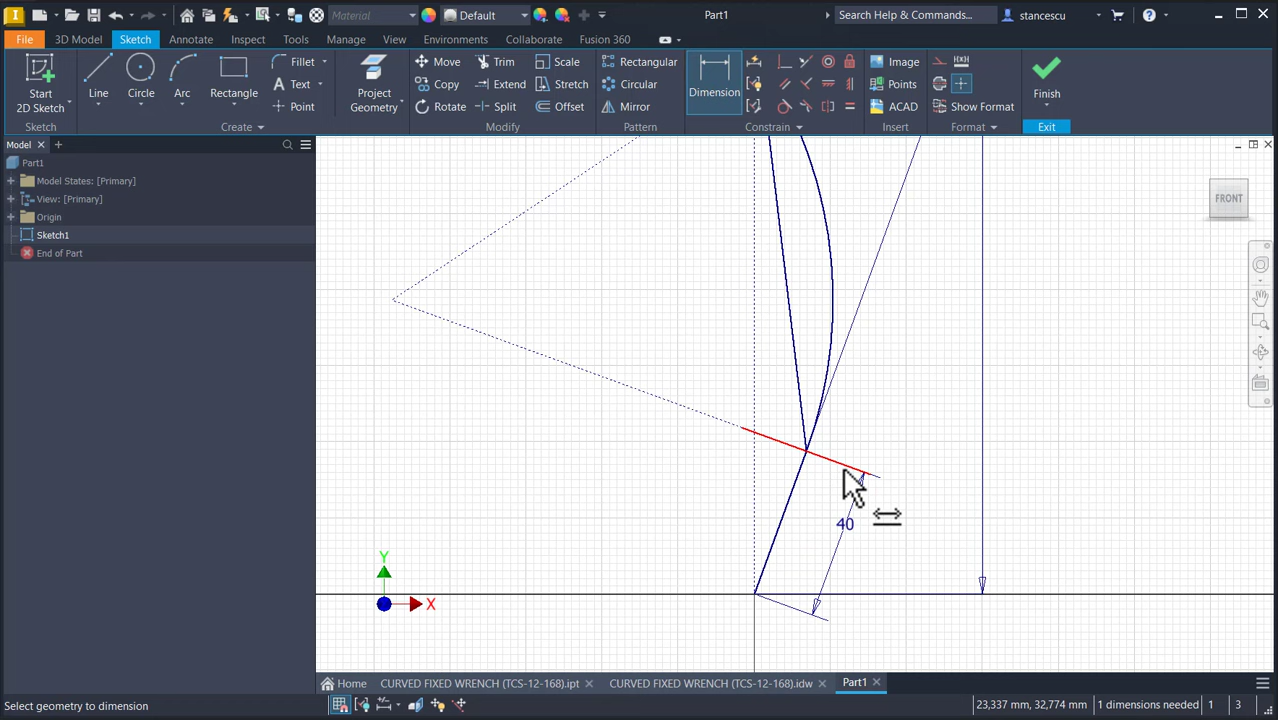 Material
Default
Part1
Search Help & Commands...
stancescu
File
3D Model
Sketch
Annotate
Inspect
Tools
Manage
View
Environments
Collaborate
Fusion 360
Start
2D Sketch
Line
Circle
Arc
Rectangle
Fillet
Text
Point
Project
Geometry
Move
Copy
Rotate
Trim
Extend
Split
Scale
Stretch
Offset
Rectangular
Circular
Mirror
Dimension
Image
Points
ACAD
Show Format
Finish
Sketch
Create
Modify
Pattern
Constrain
Insert
Format
Exit
Model
Part1
Model States: [Primary]
View: [Primary]
Origin
Sketch1
End of Part
FRONT
40
Y
X
Home
CURVED FIXED WRENCH (TCS-12-168).ipt
CURVED FIXED WRENCH (TCS-12-168).idw
Part1
Select geometry to dimension
23,337 mm, 32,774 mm
1 dimensions needed
1
3